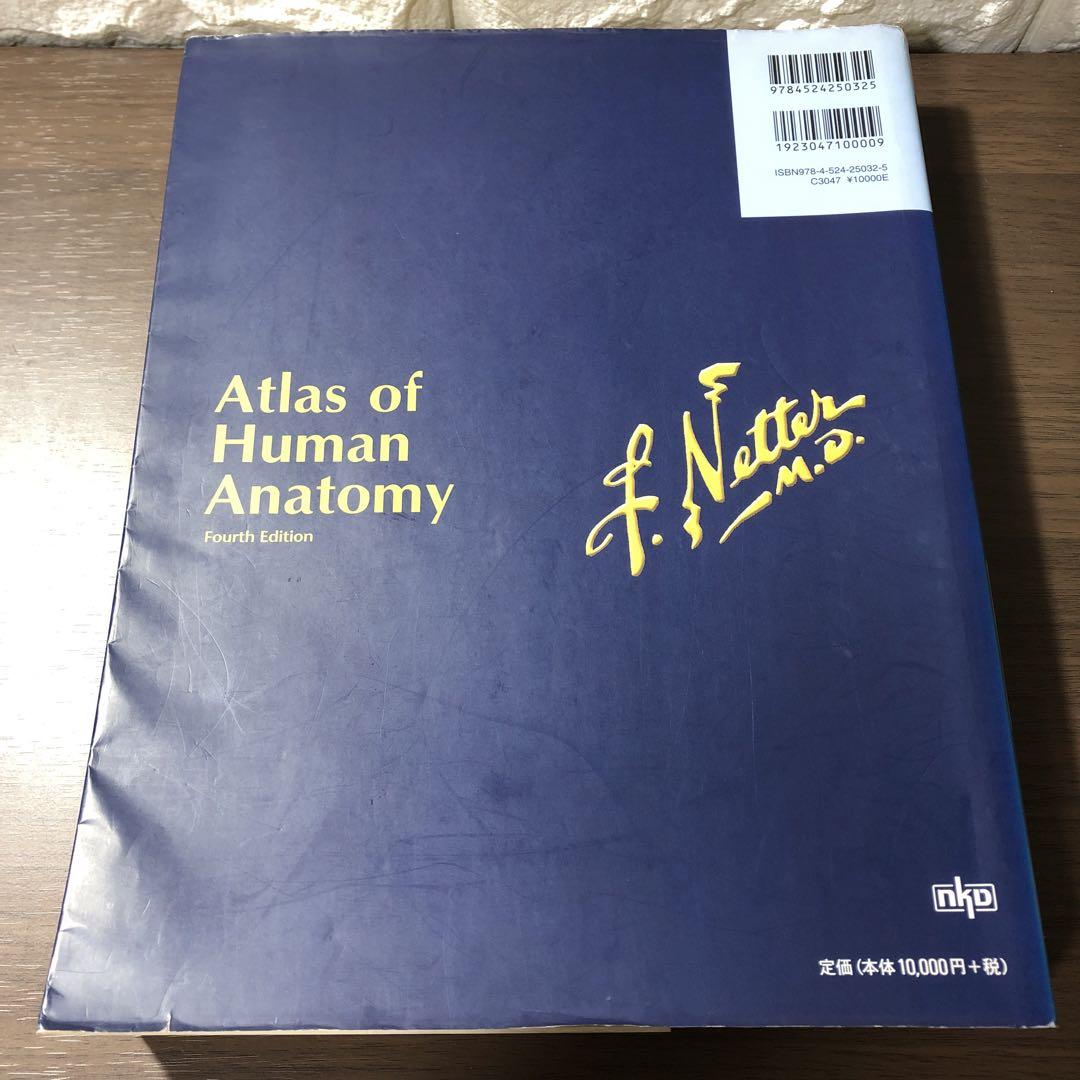 9784524250325
1923047100009
ISBN978-4-524-25032-5
C3047 ¥10000E
Atlas of
Human
Anatomy
Fourth Edition
F. Netter
M.D.
nkD
定価(本体10,000円+税)